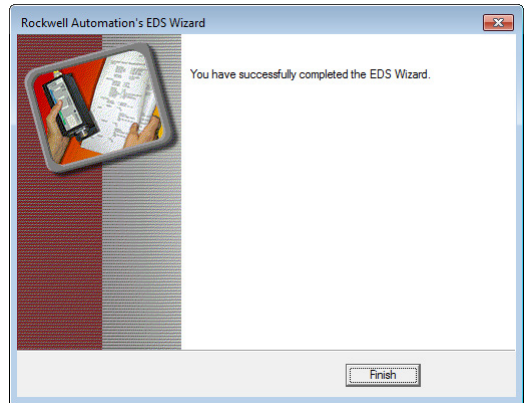 Rockwell Automation's EDS Wizard
You have successfully completed the EDS Wizard.
Finish